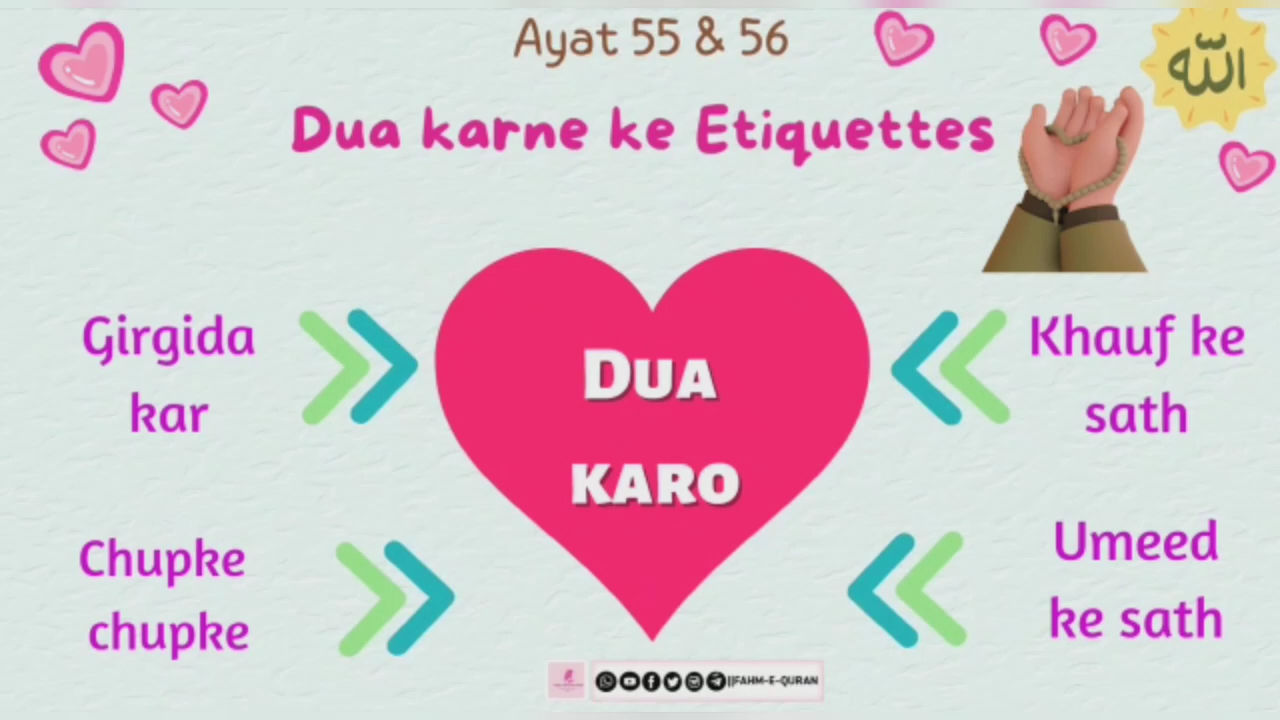 Ayat 55 & 56
Dua karne ke Etiquettes
الله
Girgida
kar
Khauf ke
sath
DUA
KARO
Chupke
chupke
Umeed
ke sath
||FAHM-E-QURAN